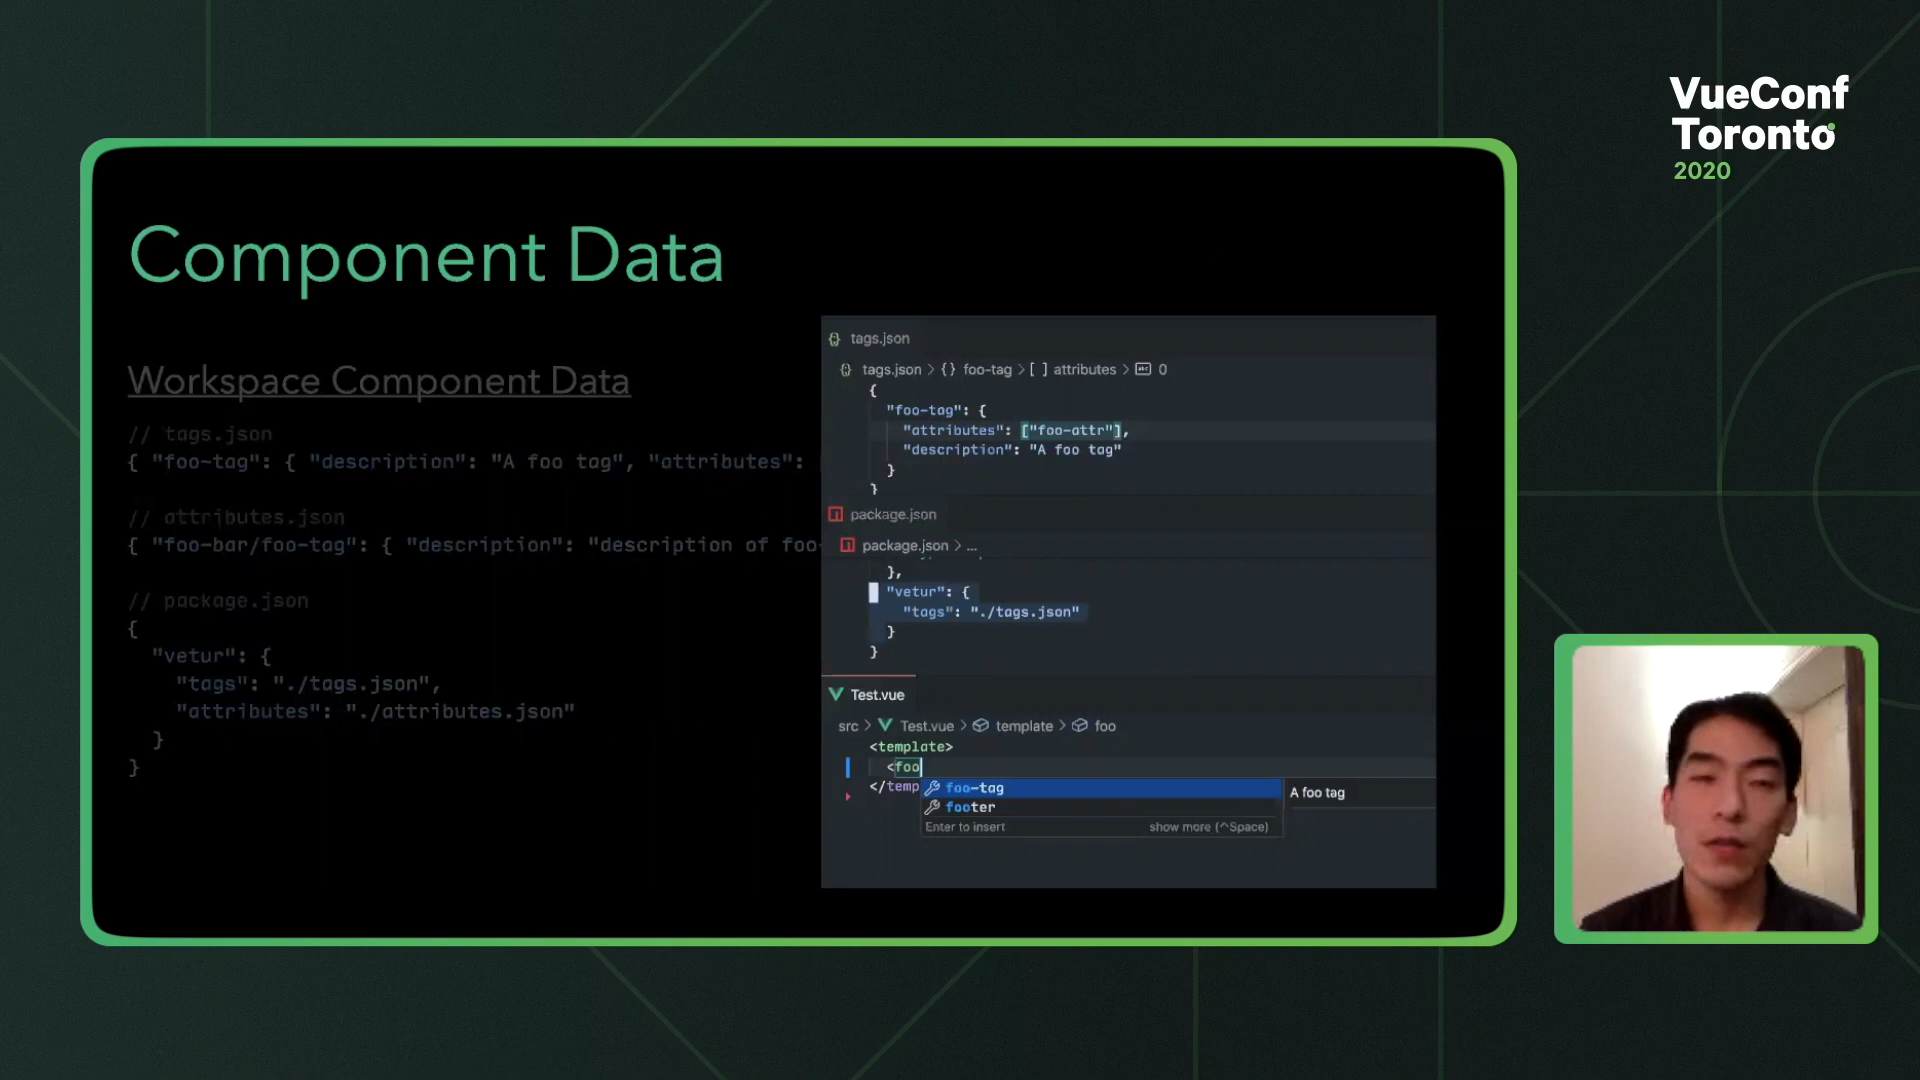 VueConf
Toronto
2020
Component Data
Workspace Component Data
// tags.json
{ "foo-tag": { "description": "A foo tag", "attributes":
// attributes.json
{ "foo-bar/foo-tag": { "description": "description of foo-
// package.json
{
"vetur": {
"tags": "./tags.json",
"attributes": "./attributes.json"
}
}
tags.json
tags.json > {} foo-tag > [ ] attributes > abc 0
{
"foo-tag": {
"attributes": ["foo-attr"],
"description": "A foo tag"
}
}
package.json
package.json > ...
},
"vetur": {
"tags": "./tags.json"
}
}
Test.vue
src > Test.vue > template > foo
<template>
<foo
</temp
foo-tag
A foo tag
footer
Enter to insert
show more (^Space)